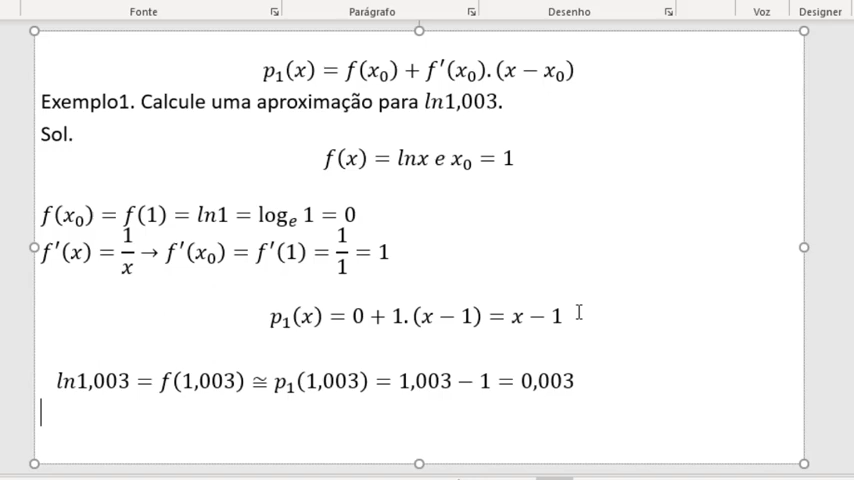 Fonte Parágrafo Desenho Voz Designer
p₁(x) = f(x₀) + f′(x₀).(x − x₀)
Exemplo1. Calcule uma aproximação para ln1,003.
Sol.
f(x) = lnx e x₀ = 1
f(x₀) = f(1) = ln1 = logₑ 1 = 0
f′(x) = 1/x → f′(x₀) = f′(1) = 1/1 = 1
p₁(x) = 0 + 1.(x − 1) = x − 1
ln1,003 = f(1,003) ≅ p₁(1,003) = 1,003 − 1 = 0,003